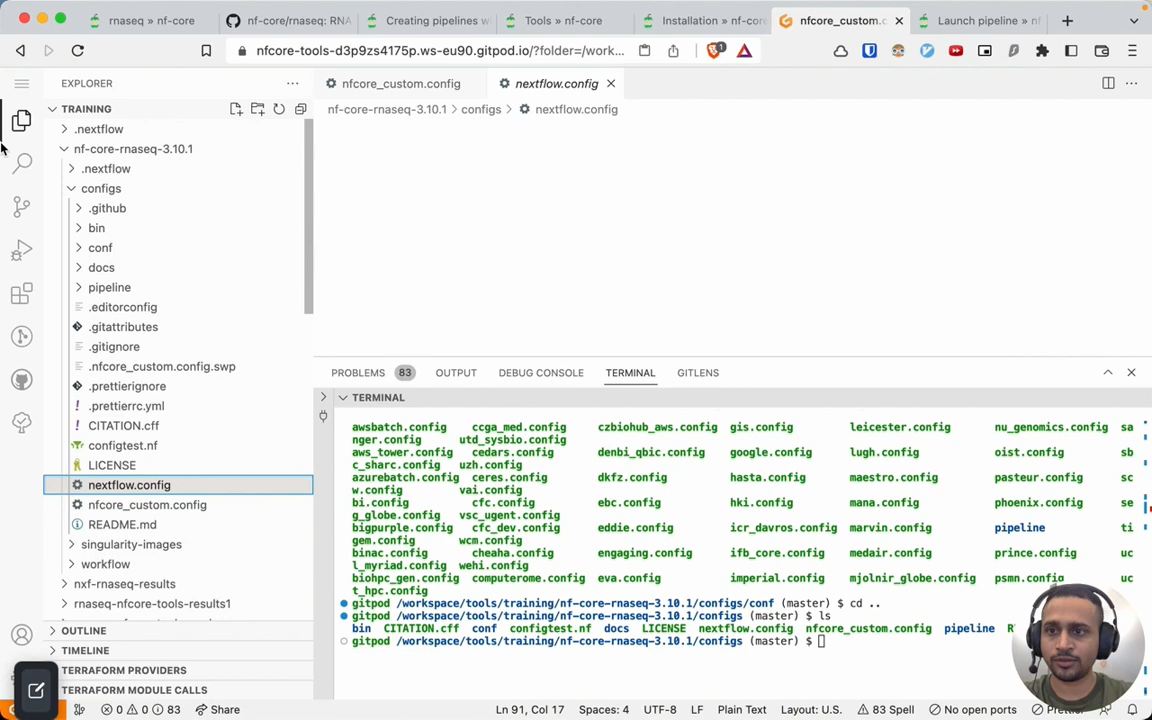 rnaseq » nf-core
nf-core/rnaseq: RNA
Creating pipelines w
Tools » nf-core
Installation » nf-core
nfcore_custom.c
Launch pipeline » nf
nfcore-tools-d3p9zs4175p.ws-eu90.gitpod.io/?folder=/work...
1
EXPLORER
TRAINING
.nextflow
nf-core-rnaseq-3.10.1
.nextflow
configs
.github
bin
conf
docs
pipeline
.editorconfig
.gitattributes
.gitignore
.nfcore_custom.config.swp
.prettierignore
.prettierrc.yml
CITATION.cff
configtest.nf
LICENSE
nextflow.config
nfcore_custom.config
README.md
singularity-images
workflow
nxf-rnaseq-results
rnaseq-nfcore-tools-results1
OUTLINE
TIMELINE
TERRAFORM PROVIDERS
TERRAFORM MODULE CALLS
nfcore_custom.config
nextflow.config
nf-core-rnaseq-3.10.1 > configs > nextflow.config
PROBLEMS 83 OUTPUT DEBUG CONSOLE TERMINAL GITLENS
TERMINAL
awsbatch.config ccga_med.config czbiohub_aws.config gis.config leicester.config nu_genomics.config sa
nger.config utd_sysbio.config
aws_tower.config cedars.config denbi_qbic.config google.config lugh.config oist.config sb
c_sharc.config uzh.config
azurebatch.config ceres.config dkfz.config hasta.config maestro.config pasteur.config se
w.config vai.config
bi.config cfc.config ebc.config hki.config mana.config phoenix.config se
g_globe.config vsc_ugent.config
bigpurple.config cfc_dev.config eddie.config icr_davros.config marvin.config pipeline ti
gem.config wcm.config
binac.config cheaha.config engaging.config ifb_core.config medair.config prince.config uc
l_myriad.config wehi.config
biohpc_gen.config computerome.config eva.config imperial.config mjolnir_globe.config psmn.config uc
t_hpc.config
gitpod /workspace/tools/training/nf-core-rnaseq-3.10.1/configs/conf (master) $ cd ..
gitpod /workspace/tools/training/nf-core-rnaseq-3.10.1/configs (master) $ ls
bin CITATION.cff conf configtest.nf docs LICENSE nextflow.config nfcore_custom.config pipeline
gitpod /workspace/tools/training/nf-core-rnaseq-3.10.1/configs (master) $
0 0 83 Share
Ln 91, Col 17 Spaces: 4 UTF-8 LF Plain Text Layout: U.S. 83 Spell No open ports